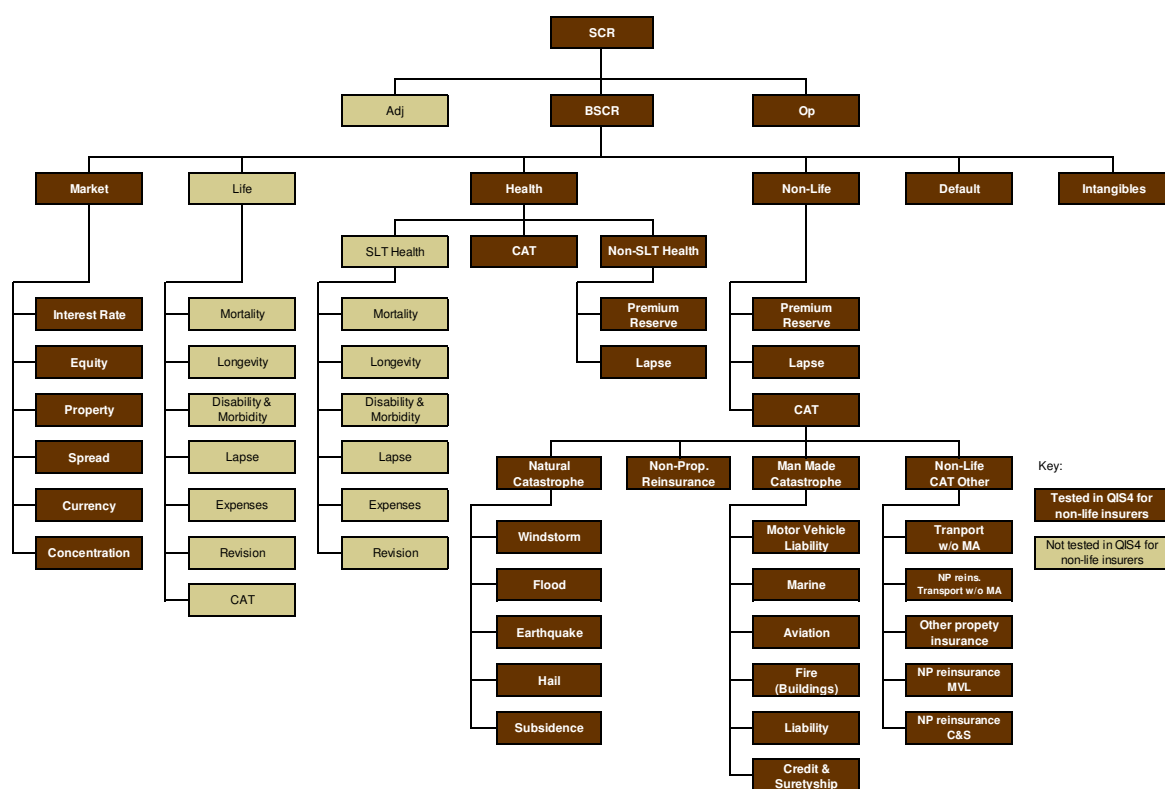 SCR
Adj
BSCR
Op
Market
Life
Health
Non-Life
Default
Intangibles
SLT Health
CAT
Non-SLT Health
Interest Rate
Mortality
Mortality
Premium
Reserve
Premium
Reserve
Equity
Longevity
Longevity
Lapse
Lapse
Property
Disability &
Morbidity
Disability &
Morbidity
CAT
Spread
Lapse
Lapse
Natural
Catastrophe
Non-Prop.
Reinsurance
Man Made
Catastrophe
Non-Life
CAT Other
Key:
Currency
Expenses
Expenses
Tested in QIS4 for
non-life insurers
Concentration
Revision
Revision
Windstorm
Motor Vehicle
Liability
Tranport
w/o MA
Not tested in QIS4 for
non-life insurers
CAT
Flood
Marine
NP reins.
Transport w/o MA
Earthquake
Aviation
Other propety
insurance
Hail
Fire
(Buildings)
NP reinsurance
MVL
Subsidence
Liability
NP reinsurance
C&S
Credit &
Suretyship